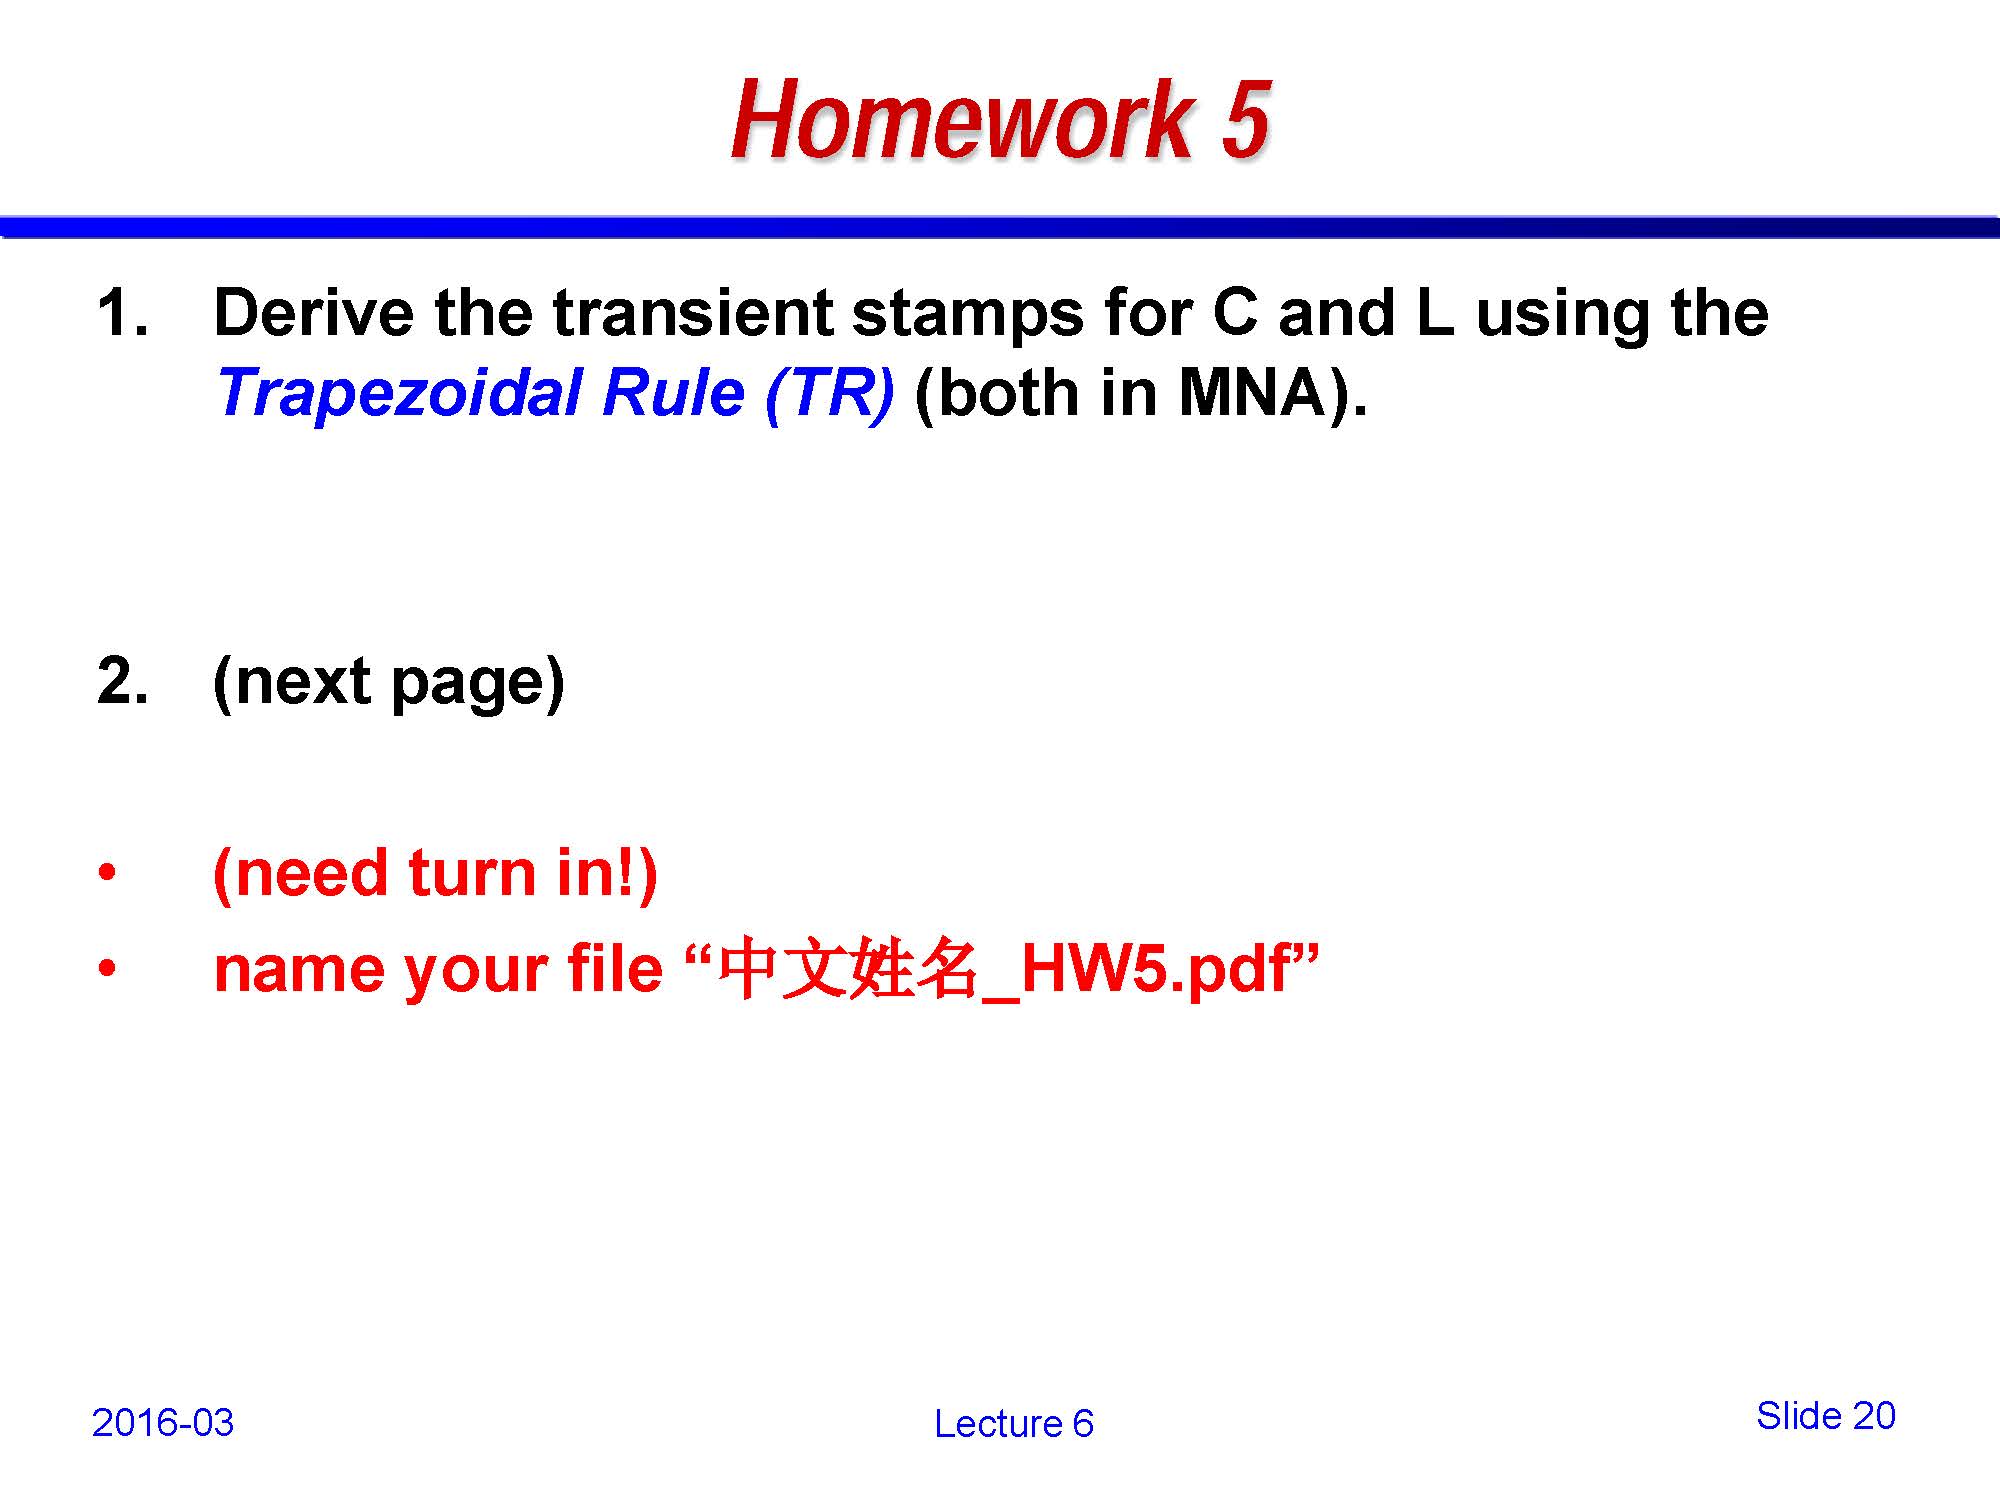 Homework 5
1. Derive the transient stamps for C and L using the
Trapezoidal Rule (TR) (both in MNA).
2. (next page)
• (need turn in!)
• name your file “中文姓名_HW5.pdf”
2016-03
Lecture 6
Slide 20